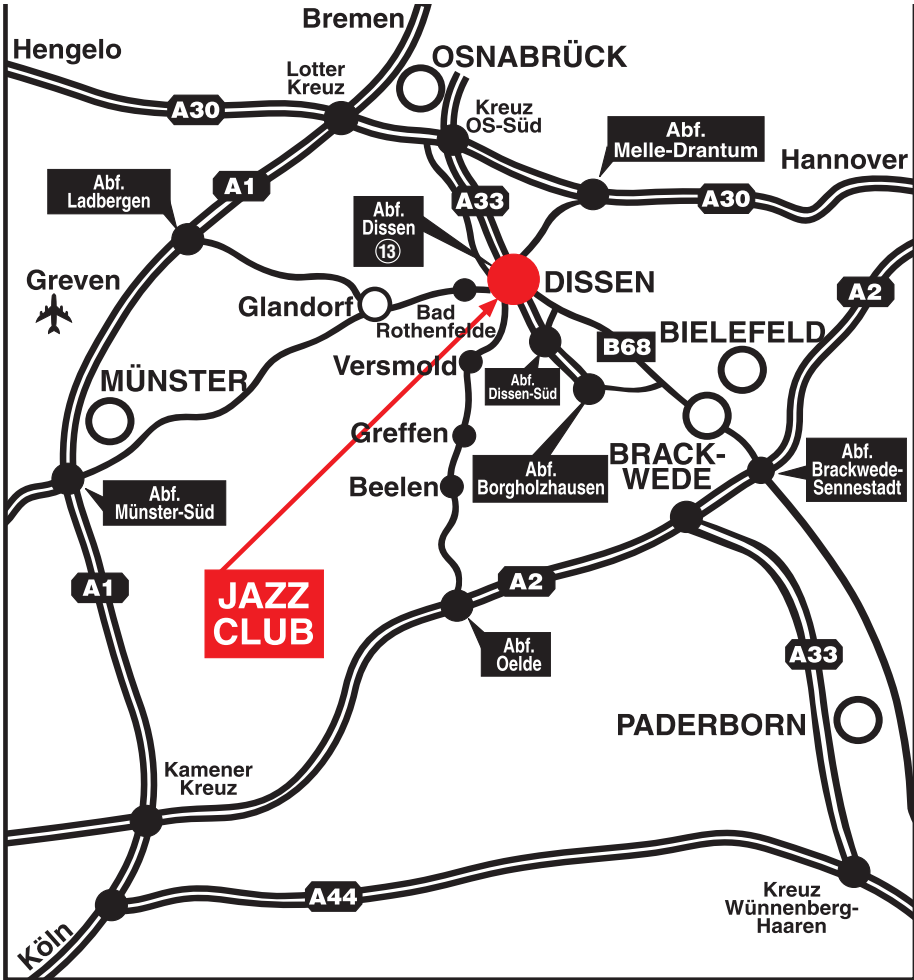 Bremen
Hengelo
OSNABRÜCK
Lotter
Kreuz
A30
Kreuz
OS-Süd
Abf.
Melle-Drantum
Hannover
Abf.
Ladbergen
A1
A33
A30
Abf.
Dissen
13
Greven
Glandorf
DISSEN
A2
Bad
Rothenfelde
B68
BIELEFELD
Versmold
MÜNSTER
Abf.
Dissen-Süd
Greffen
BRACK-
WEDE
Abf.
Borgholzhausen
Abf.
Brackwede-
Sennestadt
Beelen
Abf.
Münster-Süd
A1
A2
JAZZ
CLUB
Abf.
Oelde
A33
PADERBORN
Kamener
Kreuz
A44
Kreuz
Wünnenberg-
Haaren
Köln